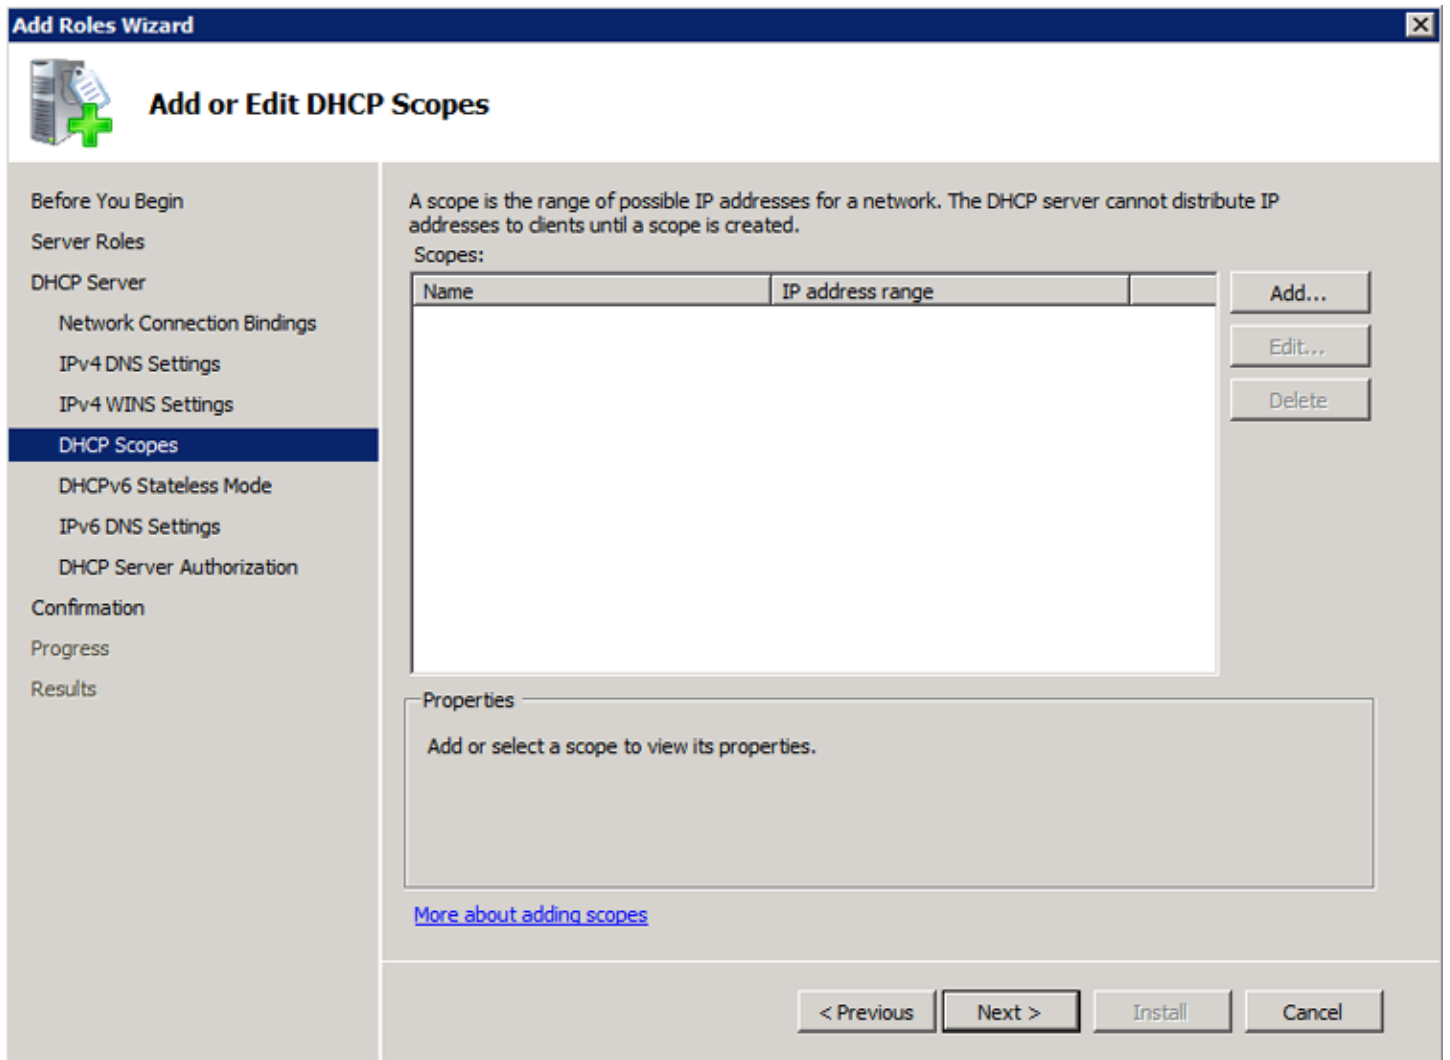 Add Roles Wizard
Add or Edit DHCP Scopes
Before You Begin
Server Roles
DHCP Server
Network Connection Bindings
IPv4 DNS Settings
IPv4 WINS Settings
DHCP Scopes
DHCPv6 Stateless Mode
IPv6 DNS Settings
DHCP Server Authorization
Confirmation
Progress
Results
A scope is the range of possible IP addresses for a network. The DHCP server cannot distribute IP
addresses to clients until a scope is created.
Scopes:
Name IP address range
Add...
Edit...
Delete
Properties
Add or select a scope to view its properties.
More about adding scopes
< Previous Next > Install Cancel